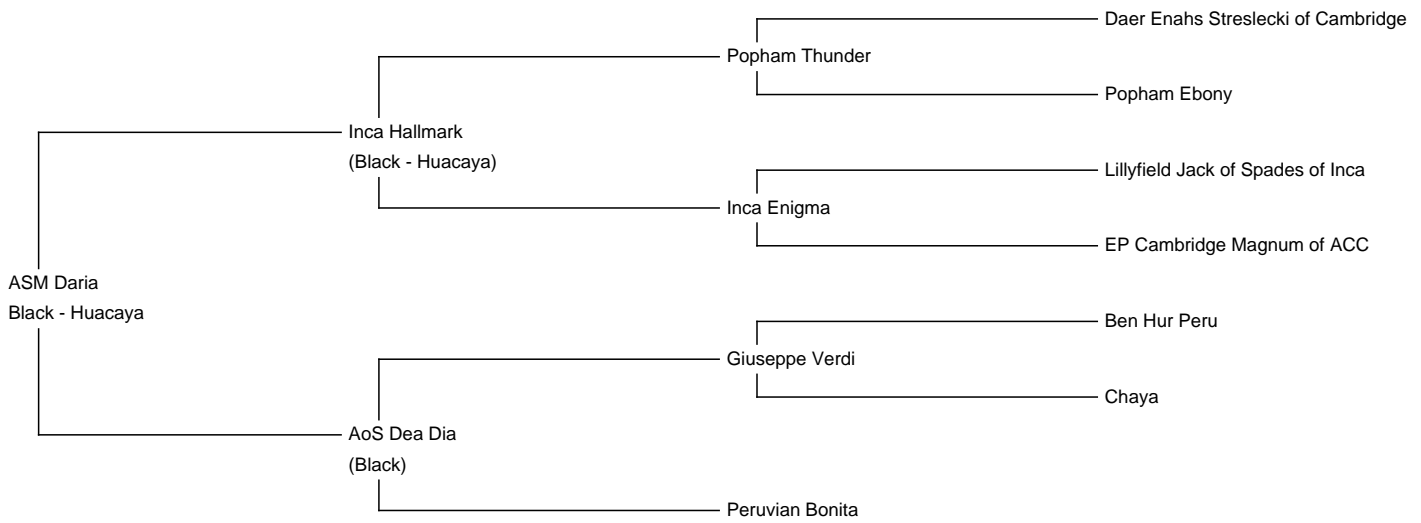 Daer Enahs Streslecki of Cambridge
Popham Thunder
Popham Ebony
Inca Hallmark
(Black - Huacaya)
Lillyfield Jack of Spades of Inca
Inca Enigma
EP Cambridge Magnum of ACC
ASM Daria
Black - Huacaya
Ben Hur Peru
Giuseppe Verdi
Chaya
AoS Dea Dia
(Black)
Peruvian Bonita